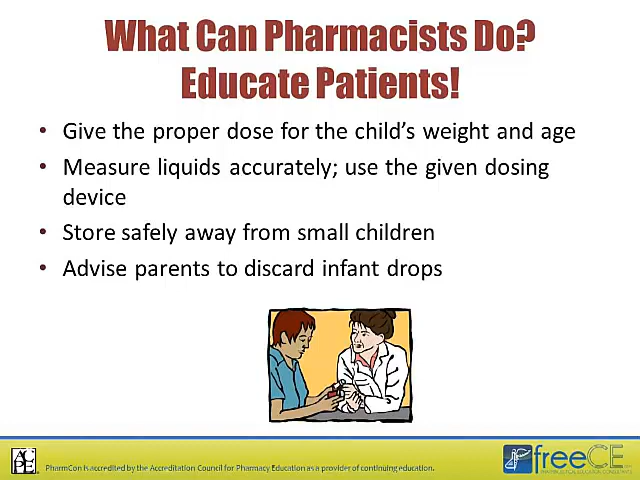 What Can Pharmacists Do?
Educate Patients!
• Give the proper dose for the child's weight and age
• Measure liquids accurately; use the given dosing
device
• Store safely away from small children
• Advise parents to discard infant drops
ACPE
PharmCon is accredited by the Accreditation Council for Pharmacy Education as a provider of continuing education.
freeCE